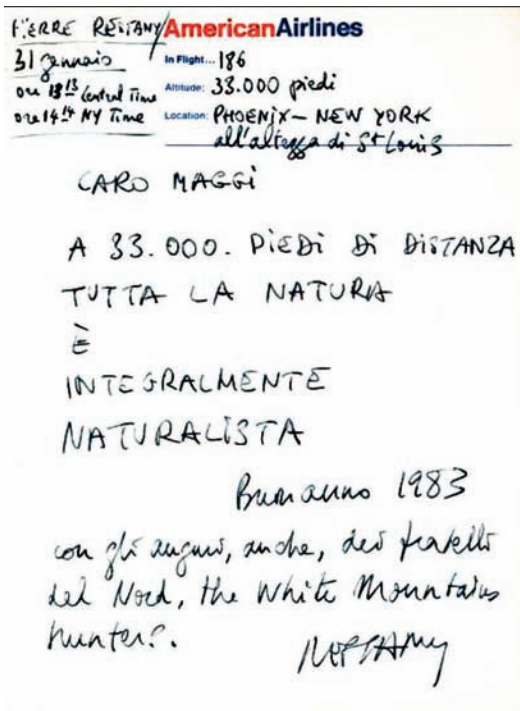 PIERRE RESTANY/AmericanAirlines
31 gennaio In Flight... 186
ore 13 13 Central Time Altitude: 33.000 piedi
ore 14 14 NY Time Location: PHOENIX — NEW YORK
all'altezza di St Louis
CARO MAGGI
A 33.000. PIEDI DI DISTANZA
TUTTA LA NATURA
È
INTEGRALMENTE
NATURALISTA
Buon anno 1983
con gli auguri, anche, dei fratelli
del Nord, the White Mountains
hunters.
RESTANY